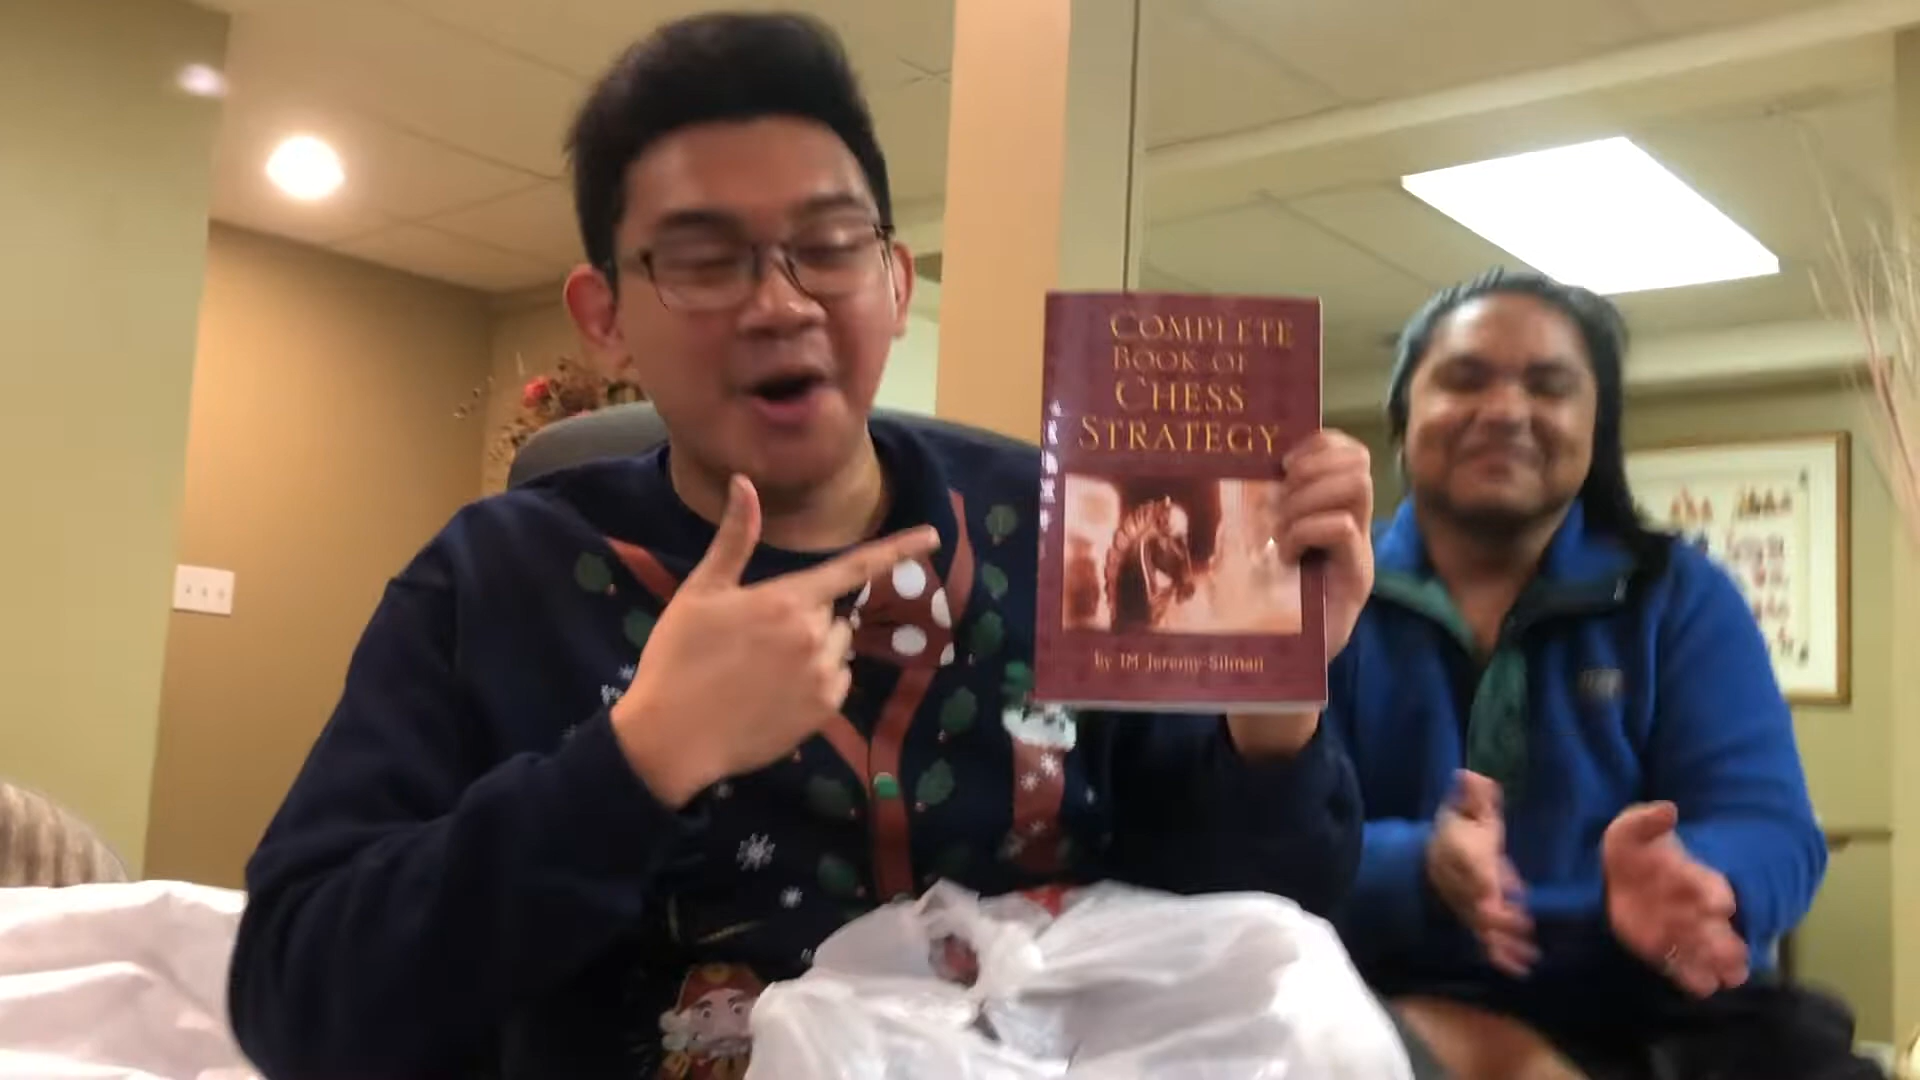 COMPLETE
BOOK OF
CHESS
STRATEGY
by IM Jeremy Silman